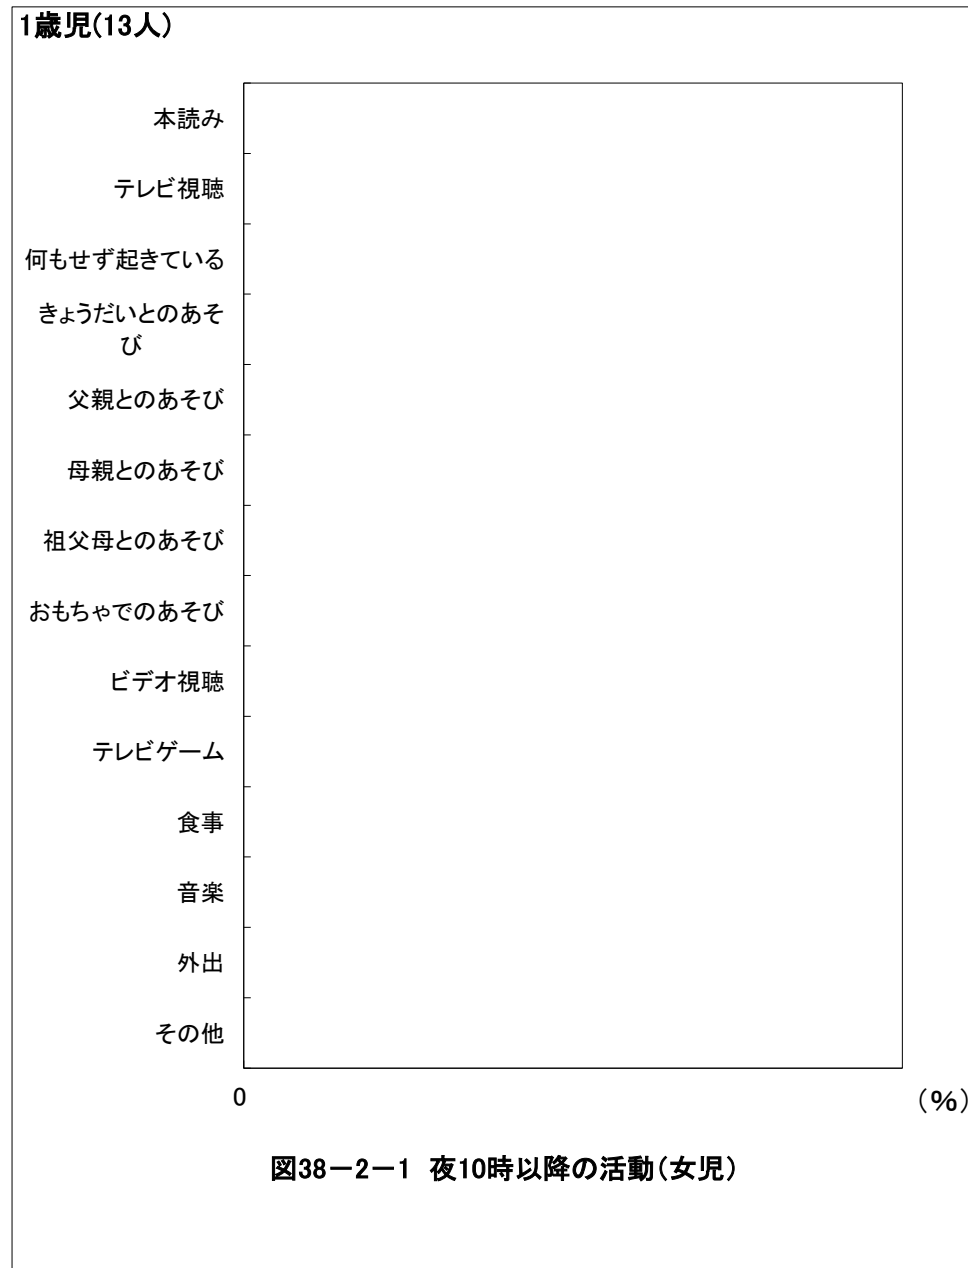 1歳児(13人)
本読み
テレビ視聴
何もせず起きている
きょうだいとのあそ
び
父親とのあそび
母親とのあそび
祖父母とのあそび
おもちゃでのあそび
ビデオ視聴
テレビゲーム
食事
音楽
外出
その他
0
(%)
図38－2－1 夜10時以降の活動(女児)